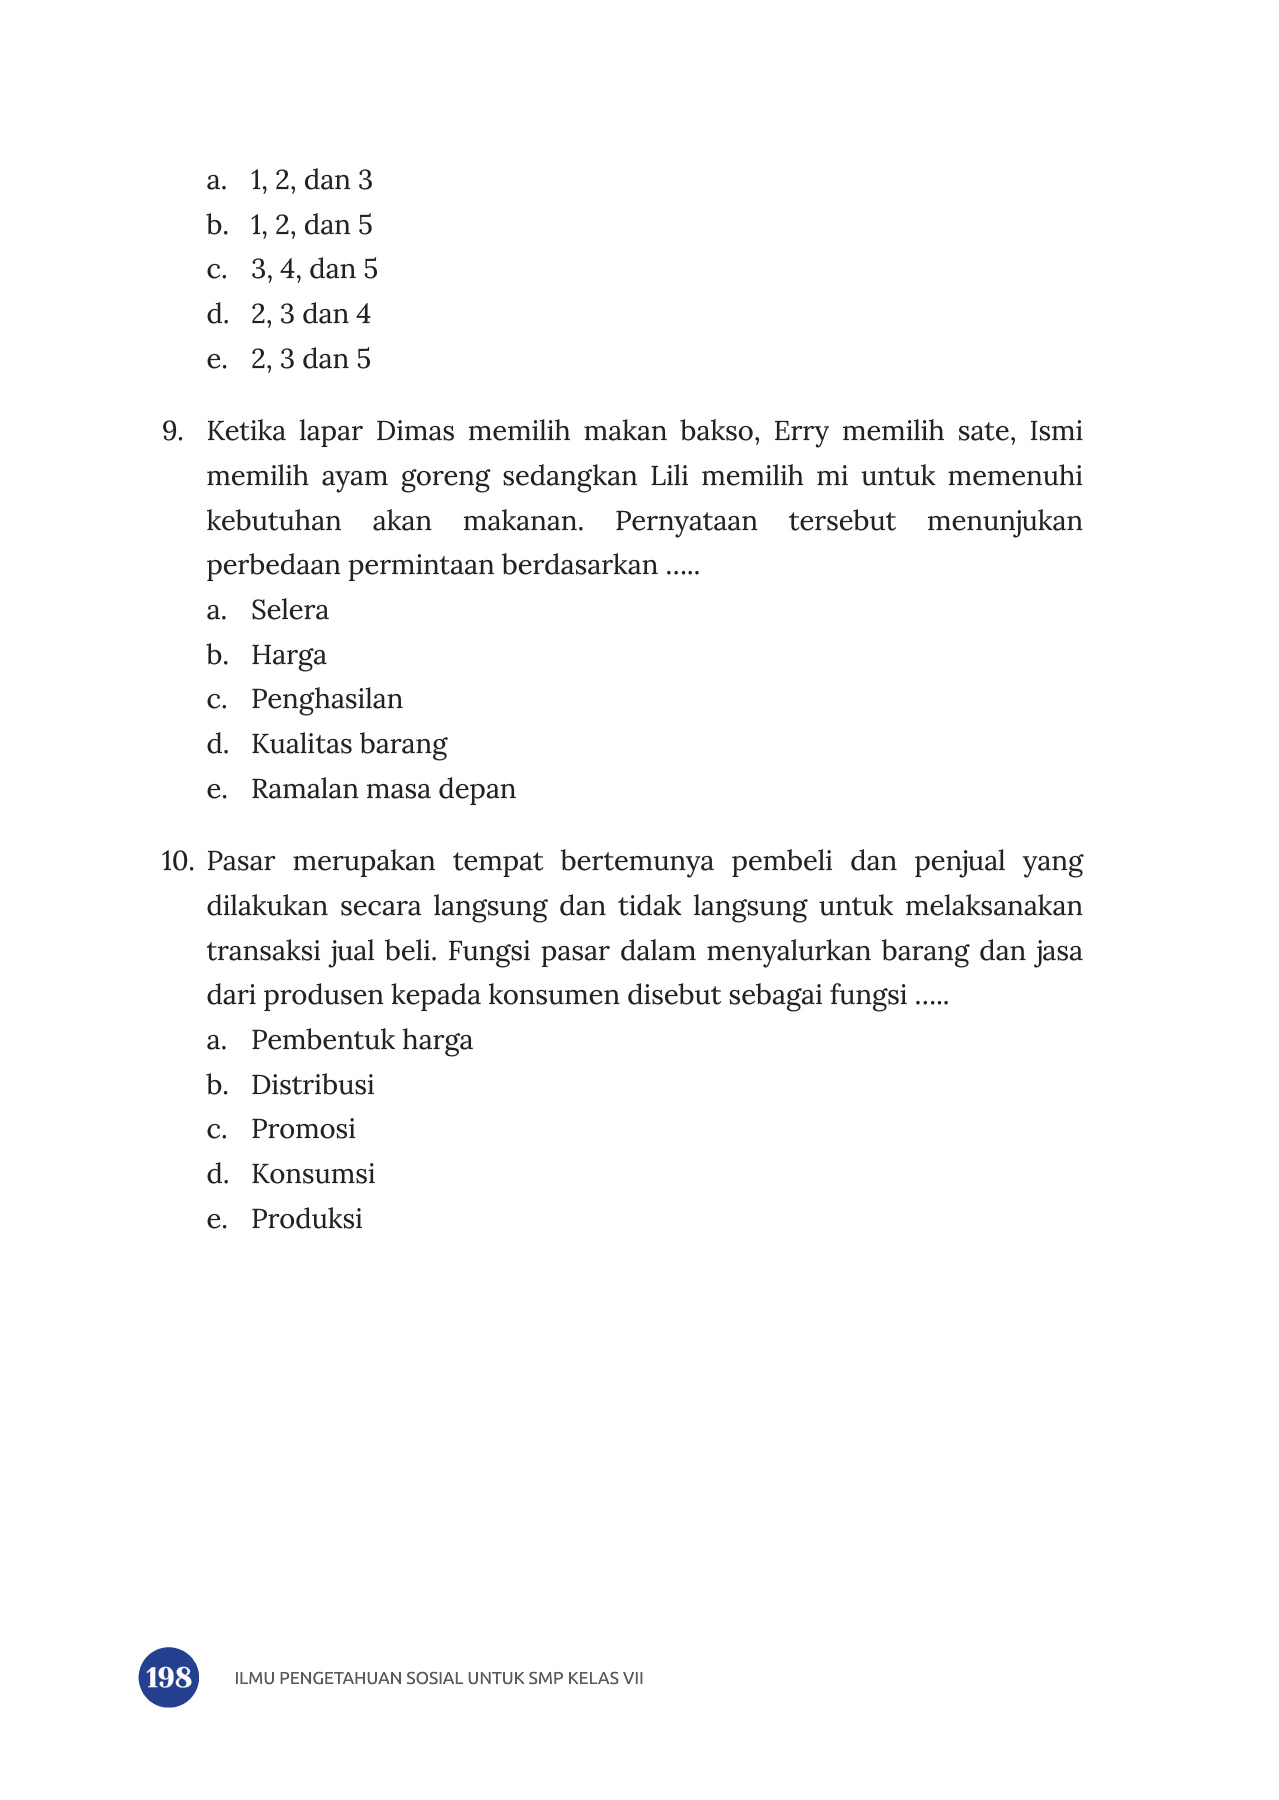 a. 1, 2, dan 3
b. 1, 2, dan 5
c. 3, 4, dan 5
d. 2, 3 dan 4
e. 2, 3 dan 5
9. Ketika lapar Dimas memilih makan bakso, Erry memilih sate, Ismi
memilih ayam goreng sedangkan Lili memilih mi untuk memenuhi
kebutuhan akan makanan. Pernyataan tersebut menunjukan
perbedaan permintaan berdasarkan .....
a. Selera
b. Harga
c. Penghasilan
d. Kualitas barang
e. Ramalan masa depan
10. Pasar merupakan tempat bertemunya pembeli dan penjual yang
dilakukan secara langsung dan tidak langsung untuk melaksanakan
transaksi jual beli. Fungsi pasar dalam menyalurkan barang dan jasa
dari produsen kepada konsumen disebut sebagai fungsi .....
a. Pembentuk harga
b. Distribusi
c. Promosi
d. Konsumsi
e. Produksi
198 ILMU PENGETAHUAN SOSIAL UNTUK SMP KELAS VII